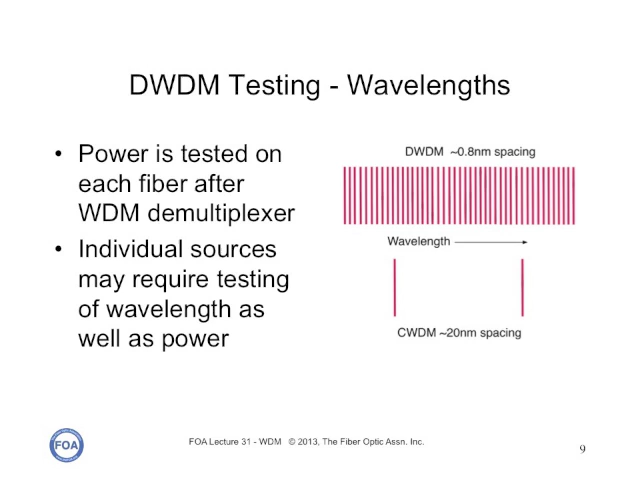 DWDM Testing - Wavelengths
• Power is tested on
each fiber after
WDM demultiplexer
• Individual sources
may require testing
of wavelength as
well as power
DWDM ~0.8nm spacing
Wavelength
CWDM ~20nm spacing
FOA
FOA Lecture 31 - WDM © 2013, The Fiber Optic Assn. Inc.
9